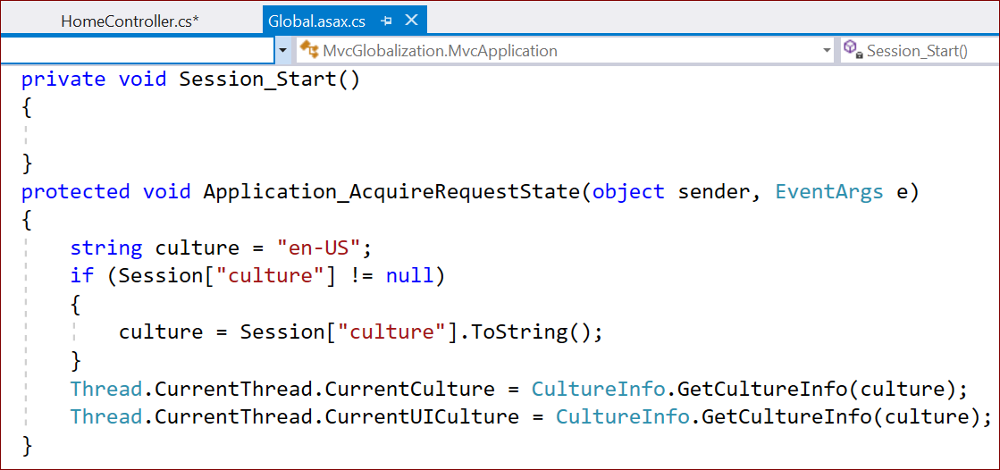 HomeController.cs*
Global.asax.cs
MvcGlobalization.MvcApplication
Session_Start()
private void Session_Start()
{
}
protected void Application_AcquireRequestState(object sender, EventArgs e)
{
string culture = "en-US";
if (Session["culture"] != null)
{
culture = Session["culture"].ToString();
}
Thread.CurrentThread.CurrentCulture = CultureInfo.GetCultureInfo(culture);
Thread.CurrentThread.CurrentUICulture = CultureInfo.GetCultureInfo(culture);
}